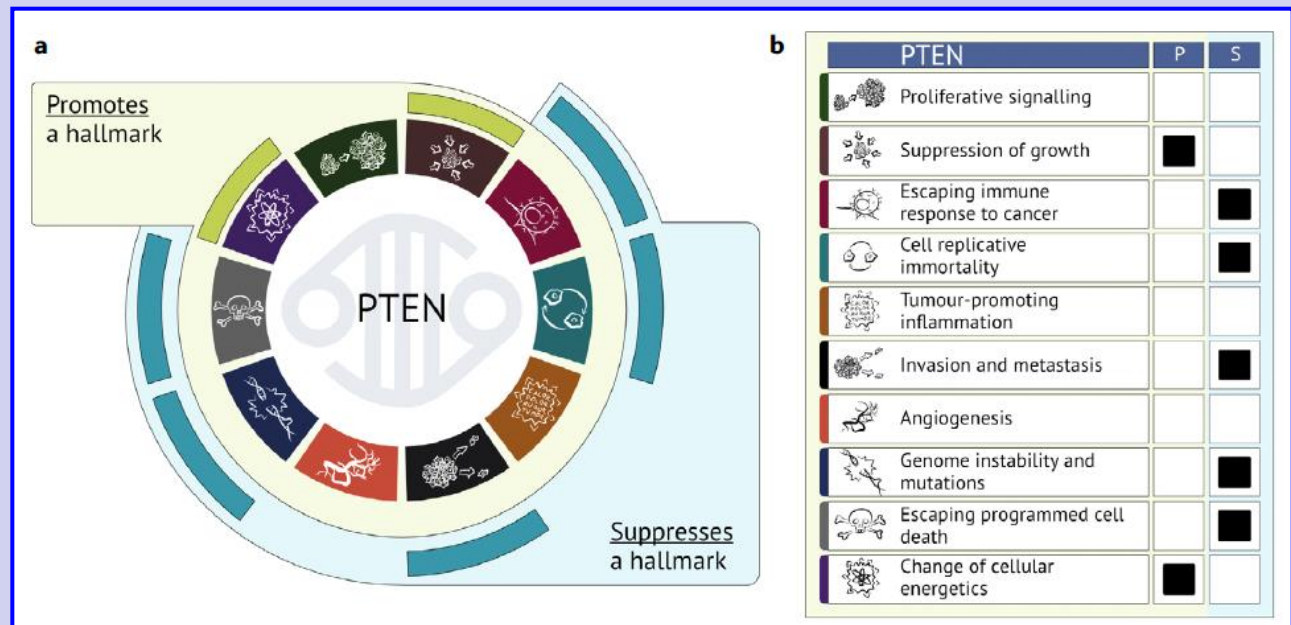 a
Promotes
a hallmark
PTEN
Suppresses
a hallmark
b
PTEN P S
Proliferative signalling
Suppression of growth
Escaping immune
response to cancer
Cell replicative
immortality
Tumour-promoting
inflammation
Invasion and metastasis
Angiogenesis
Genome instability and
mutations
Escaping programmed cell
death
Change of cellular
energetics